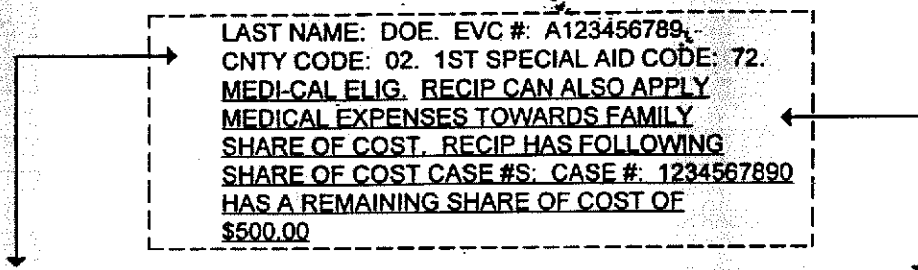 LAST NAME: DOE. EVC #: A123456789.
CNTY CODE: 02. 1ST SPECIAL AID CODE: 72.
MEDI-CAL ELIG. RECIP CAN ALSO APPLY
MEDICAL EXPENSES TOWARDS FAMILY
SHARE OF COST. RECIP HAS FOLLOWING
SHARE OF COST CASE #S: CASE #: 1234567890
HAS A REMAINING SHARE OF COST OF
$500.00